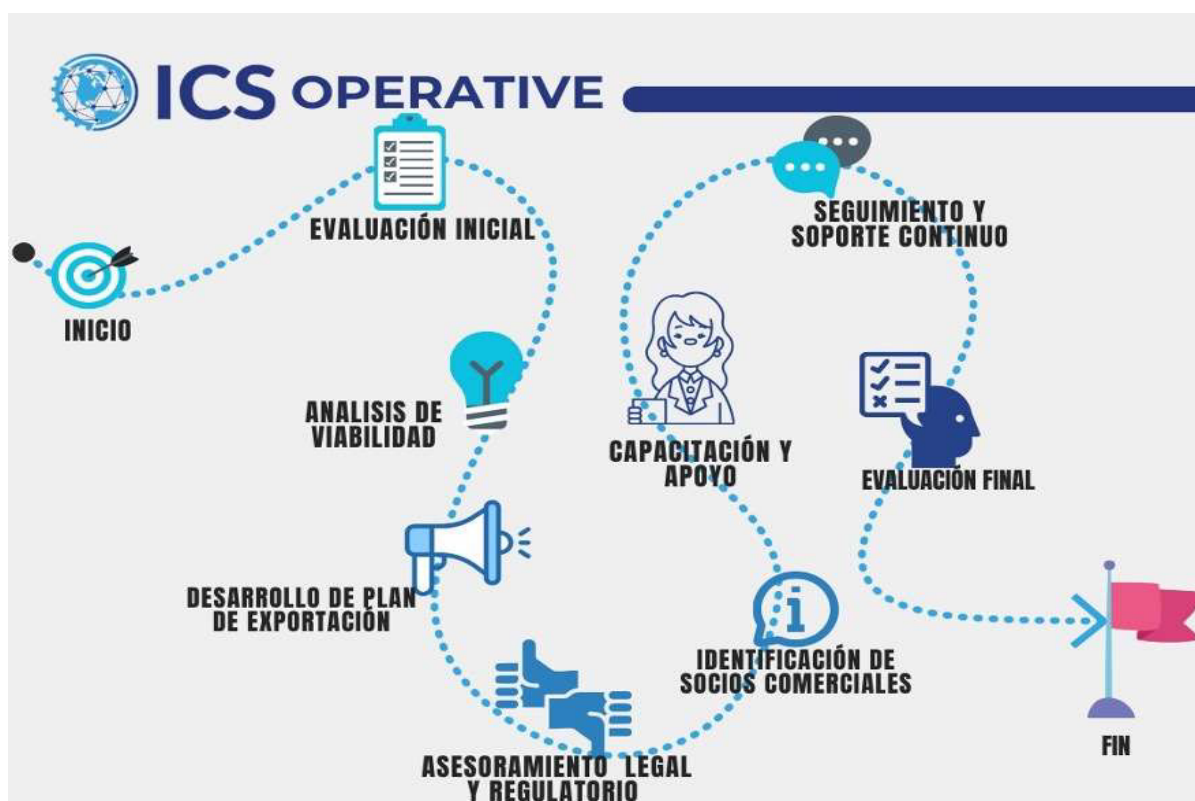 ICS OPERATIVE
INICIO
EVALUACIÓN INICIAL
ANALISIS DE
VIABILIDAD
DESARROLLO DE PLAN
DE EXPORTACIÓN
ASESORAMIENTO LEGAL
Y REGULATORIO
IDENTIFICACIÓN DE
SOCIOS COMERCIALES
CAPACITACIÓN Y
APOYO
SEGUIMIENTO Y
SOPORTE CONTINUO
EVALUACIÓN FINAL
FIN